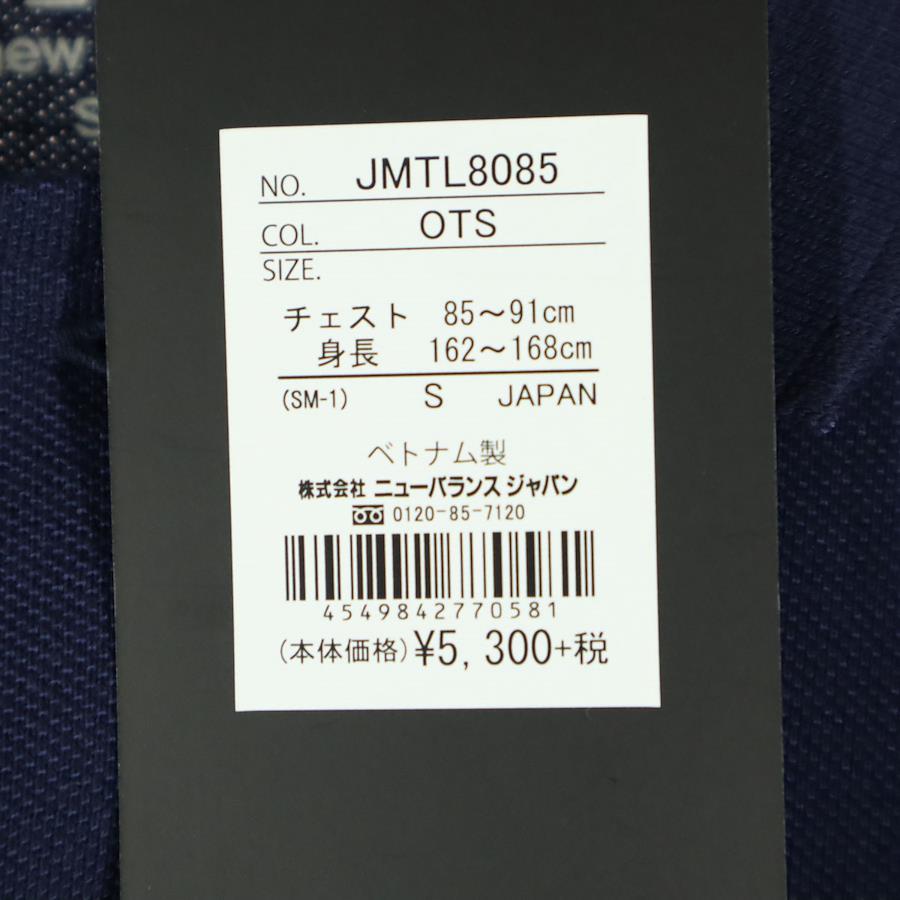 new
S
NO. JMTL8085
COL. OTS
SIZE.
チェスト 85～91cm
身長 162～168cm
(SM-1) S JAPAN
ベトナム製
株式会社 ニューバランス ジャパン
0120-85-7120
4549842770581
(本体価格)¥5,300+税